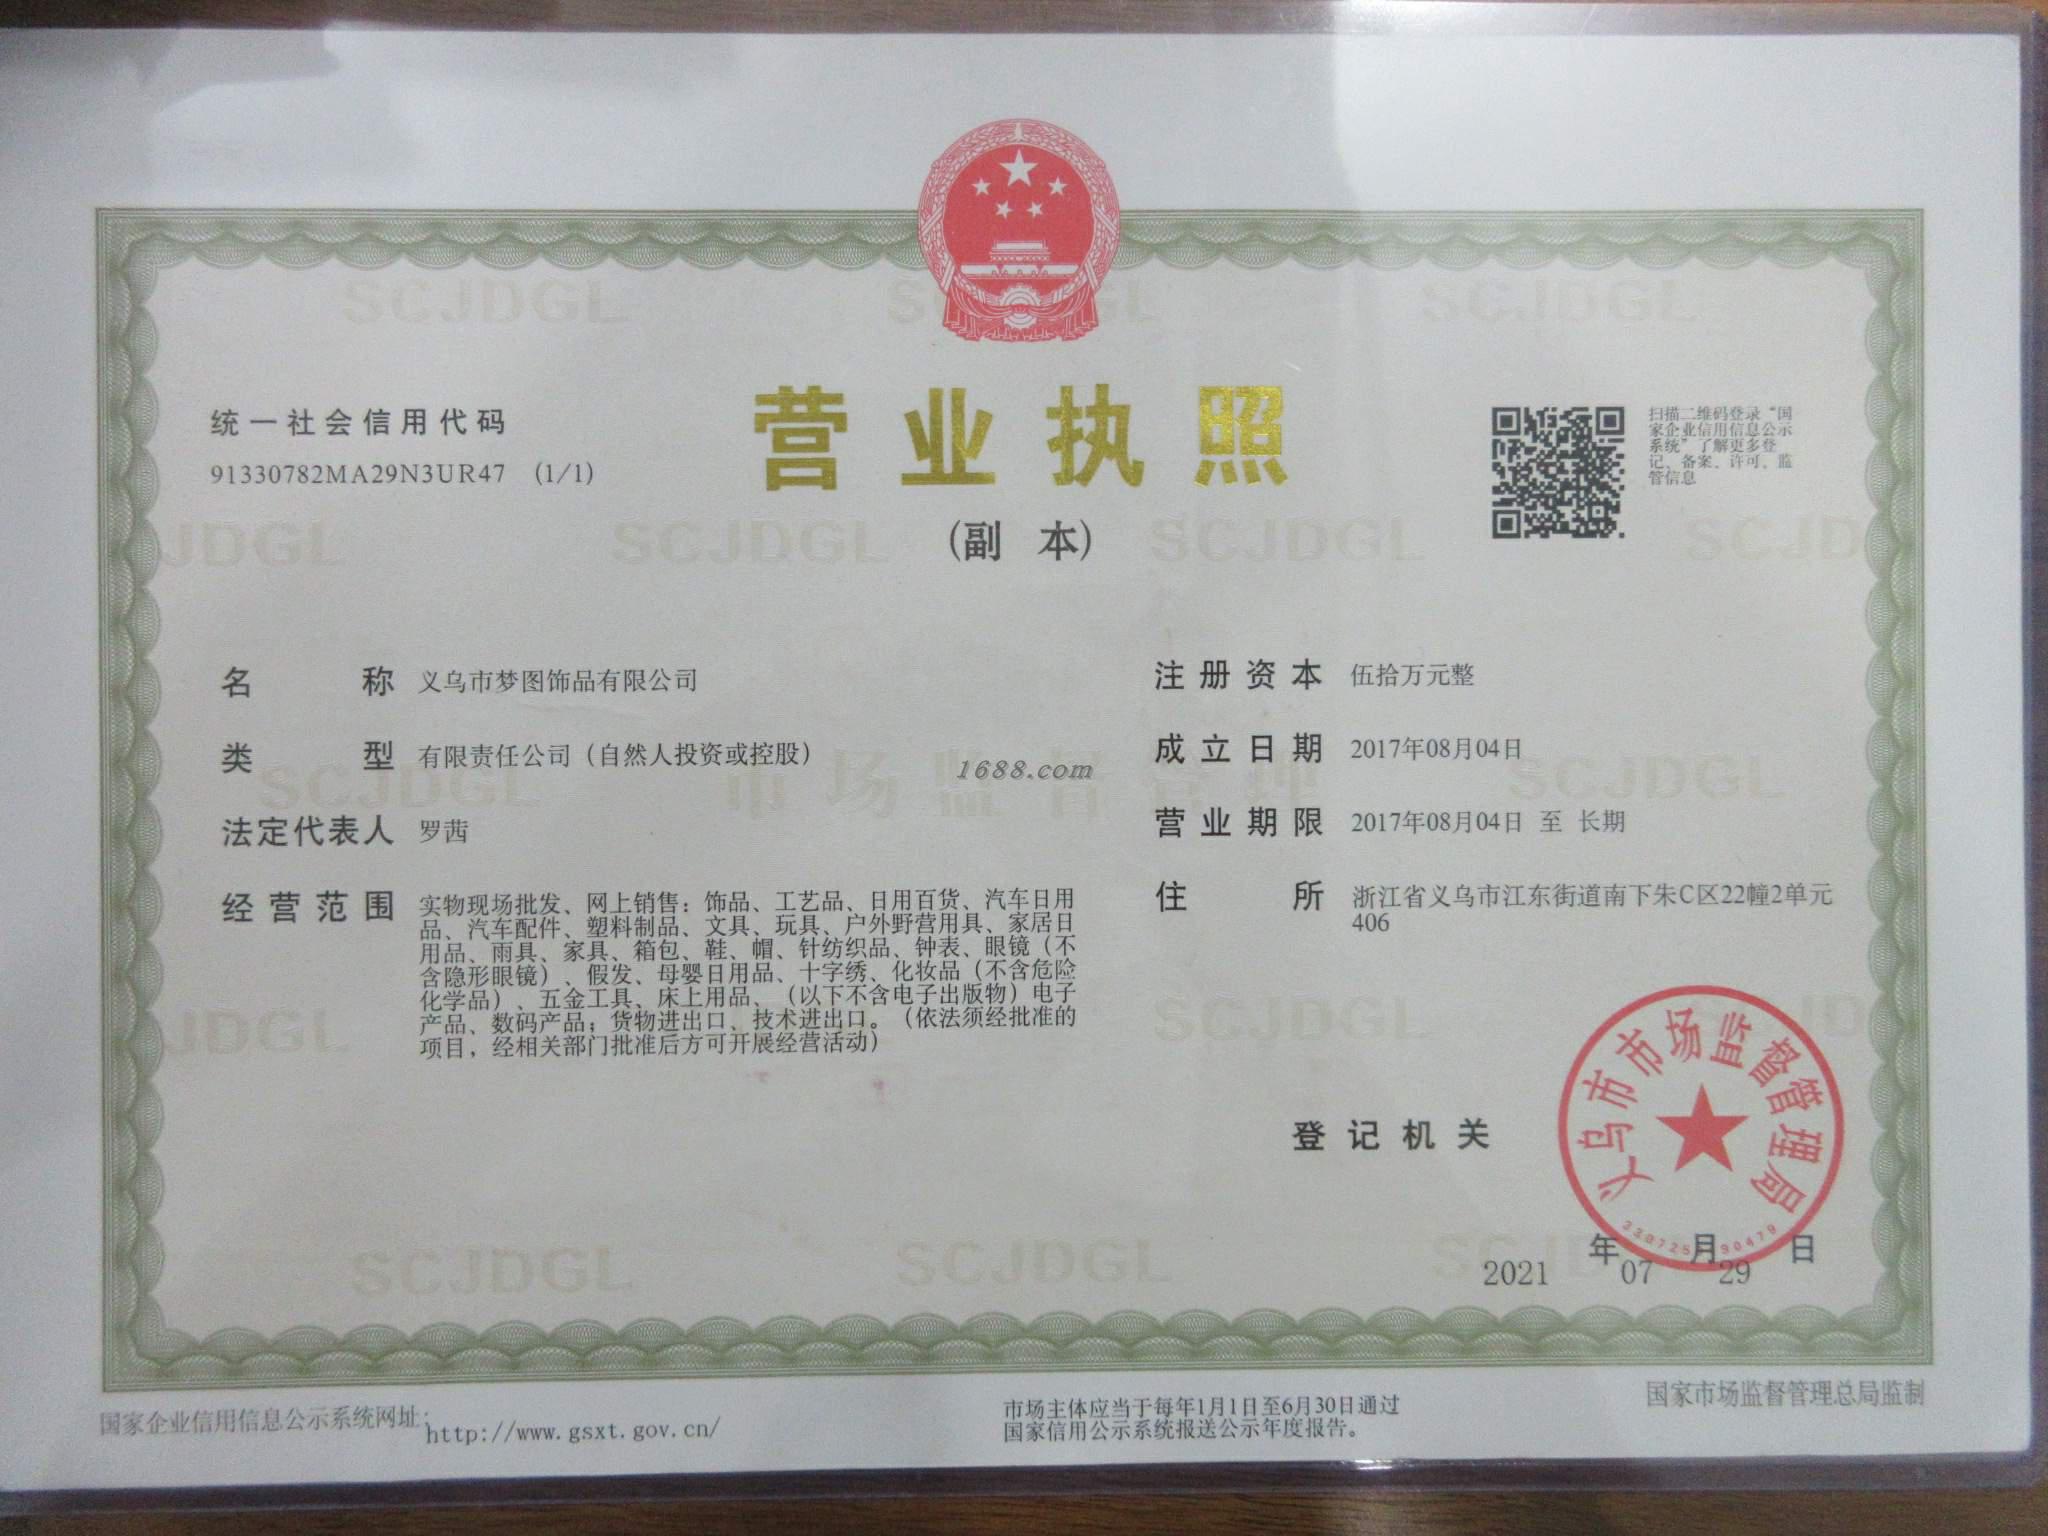 统一社会信用代码
91330782MA29N3UR47 (1/1)
营业执照
(副 本)
扫描二维码登录“国
家企业信用信息公示
系统”了解更多登
记、备案、许可、监
管信息
名 称 义乌市梦图饰品有限公司
类 型 有限责任公司（自然人投资或控股）
法定代表人 罗茜
经营范围 实物现场批发、网上销售：饰品、工艺品、日用百货、汽车日用
品、汽车配件、塑料制品、文具、玩具、户外野营用具、家居日
用品、雨具、家具、箱包、鞋、帽、针纺织品、钟表、眼镜（不
含隐形眼镜）、假发、母婴日用品、十字绣、化妆品（不含危险
化学品）、五金工具、床上用品、（以下不含电子出版物）电子
产品、数码产品；货物进出口、技术进出口。（依法须经批准的
项目，经相关部门批准后方可开展经营活动）
注册资本 伍拾万元整
成立日期 2017年08月04日
营业期限 2017年08月04日 至 长期
住 所 浙江省义乌市江东街道南下朱C区22幢2单元
406
1688.com
市场监督管理
SCJDGL
登记机关
义乌市市场监督管理局
2021 年 07 月 29 日
国家企业信用信息公示系统网址：http://www.gsxt.gov.cn/
市场主体应当于每年1月1日至6月30日通过
国家信用公示系统报送公示年度报告。
国家市场监督管理总局监制